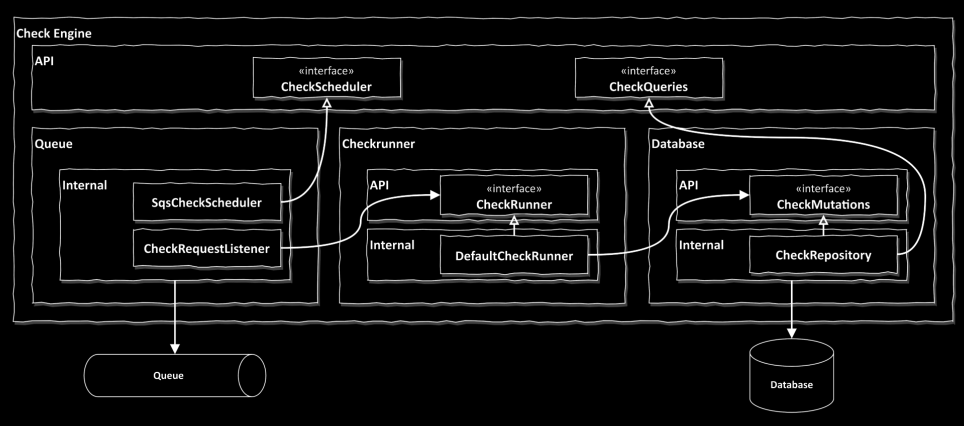 Check Engine
API
«interface»
CheckScheduler
«interface»
CheckQueries
Queue
Internal
SqsCheckScheduler
CheckRequestListener
Checkrunner
API
«interface»
CheckRunner
Internal
DefaultCheckRunner
Database
API
«interface»
CheckMutations
Internal
CheckRepository
Queue
Database